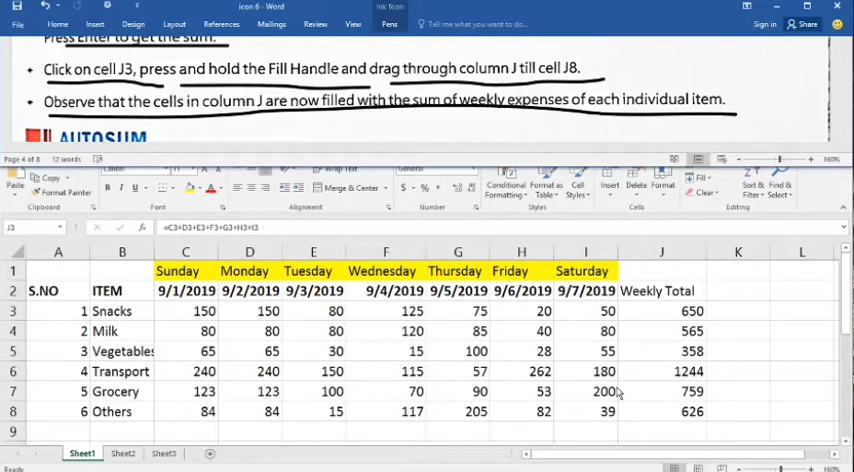 icon 6 - Word
Ink Tools
Sign in
Share
File
Home
Insert
Design
Layout
References
Mailings
Review
View
Pens
Tell me what you want to do
Press Enter to get the sum.
Click on cell J3, press and hold the Fill Handle and drag through column J till cell J8.
Observe that the cells in column J are now filled with the sum of weekly expenses of each individual item.
AUTOSUM
Page 4 of 8 12 words 160%
Paste
Copy
Format Painter
Calibri
B I U
Wrap Text
Merge & Center
General
$ % ,
Conditional Formatting
Format as Table
Cell Styles
Insert
Delete
Format
Fill
Clear
Sort & Filter
Find & Select
Clipboard Font Alignment Number Styles Cells Editing
J3 fx =C3+D3+E3+F3+G3+H3+I3
A B C D E F G H I J K L
1 Sunday Monday Tuesday Wednesday Thursday Friday Saturday
2 S.NO ITEM 9/1/2019 9/2/2019 9/3/2019 9/4/2019 9/5/2019 9/6/2019 9/7/2019 Weekly Total
3 1 Snacks 150 150 80 125 75 20 50 650
4 2 Milk 80 80 80 120 85 40 80 565
5 3 Vegetables 65 65 30 15 100 28 55 358
6 4 Transport 240 240 150 115 57 262 180 1244
7 5 Grocery 123 123 100 70 90 53 200 759
8 6 Others 84 84 15 117 205 82 39 626
9
Sheet1 Sheet2 Sheet3
160%